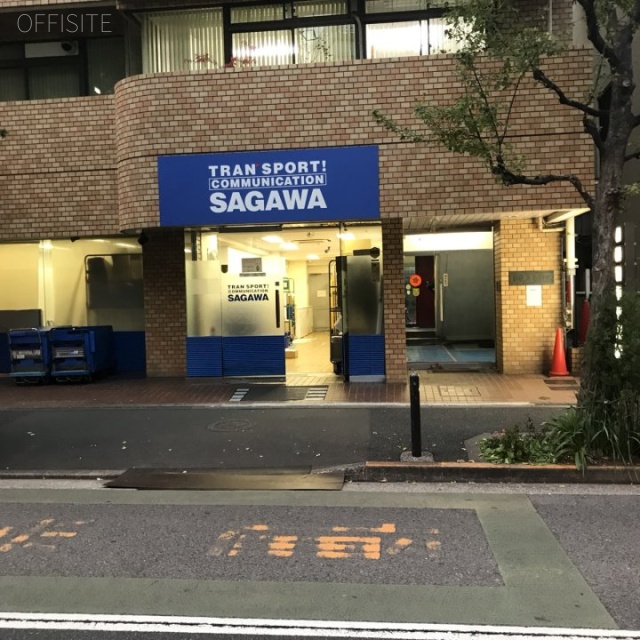 OFFISITE
TRAN SPORT!
COMMUNICATION
SAGAWA
TRAN SPORT!
COMMUNICATION
SAGAWA